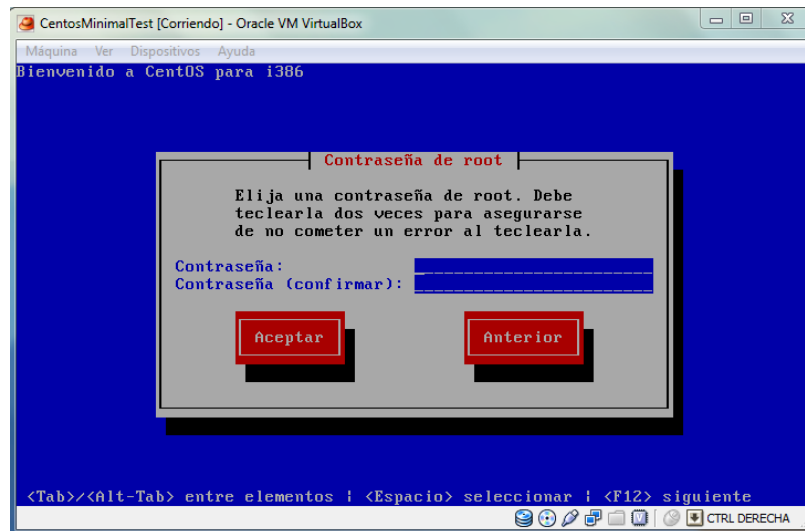 CentosMinimalTest [Corriendo] - Oracle VM VirtualBox
Máquina Ver Dispositivos Ayuda
Bienvenido a CentOS para i386
Contraseña de root
Elija una contraseña de root. Debe
teclearla dos veces para asegurarse
de no cometer un error al teclearla.
Contraseña:
Contraseña (confirmar):
Aceptar Anterior
<Tab>/<Alt-Tab> entre elementos | <Espacio> seleccionar | <F12> siguiente
CTRL DERECHA